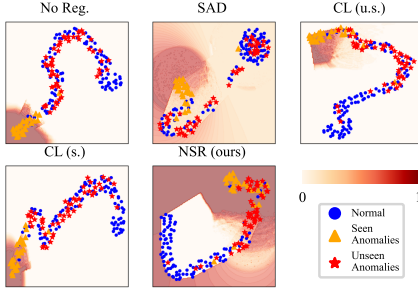 No Reg.
SAD
CL (u.s.)
CL (s.)
NSR (ours)
0
Normal
Seen
Anomalies
Unseen
Anomalies